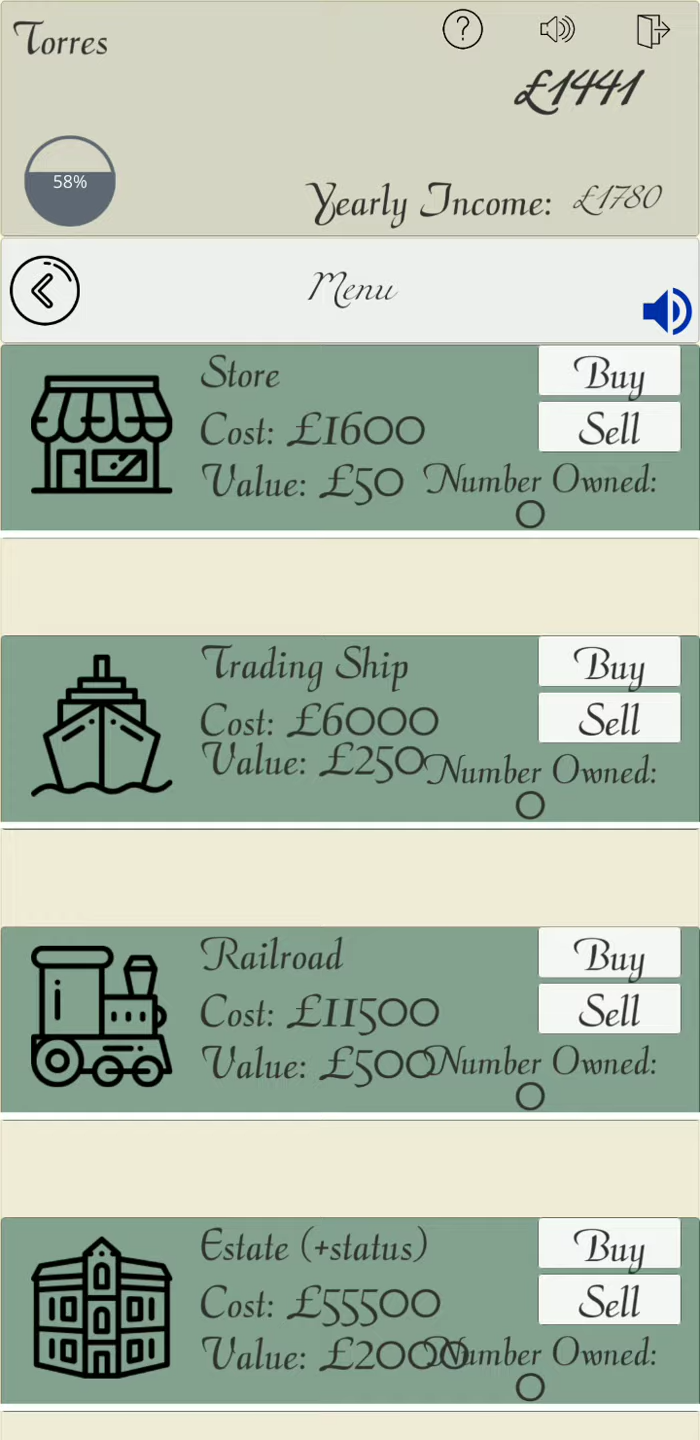 Torres
?
£1441
58%
Yearly Income: £1780
Menu
Store
Buy
Cost: £1600
Sell
Value: £50
Number Owned:
0
Trading Ship
Buy
Cost: £6000
Sell
Value: £250
Number Owned:
0
Railroad
Buy
Cost: £11500
Sell
Value: £500
Number Owned:
0
Estate (+status)
Buy
Cost: £55500
Sell
Value: £2000
Number Owned:
0